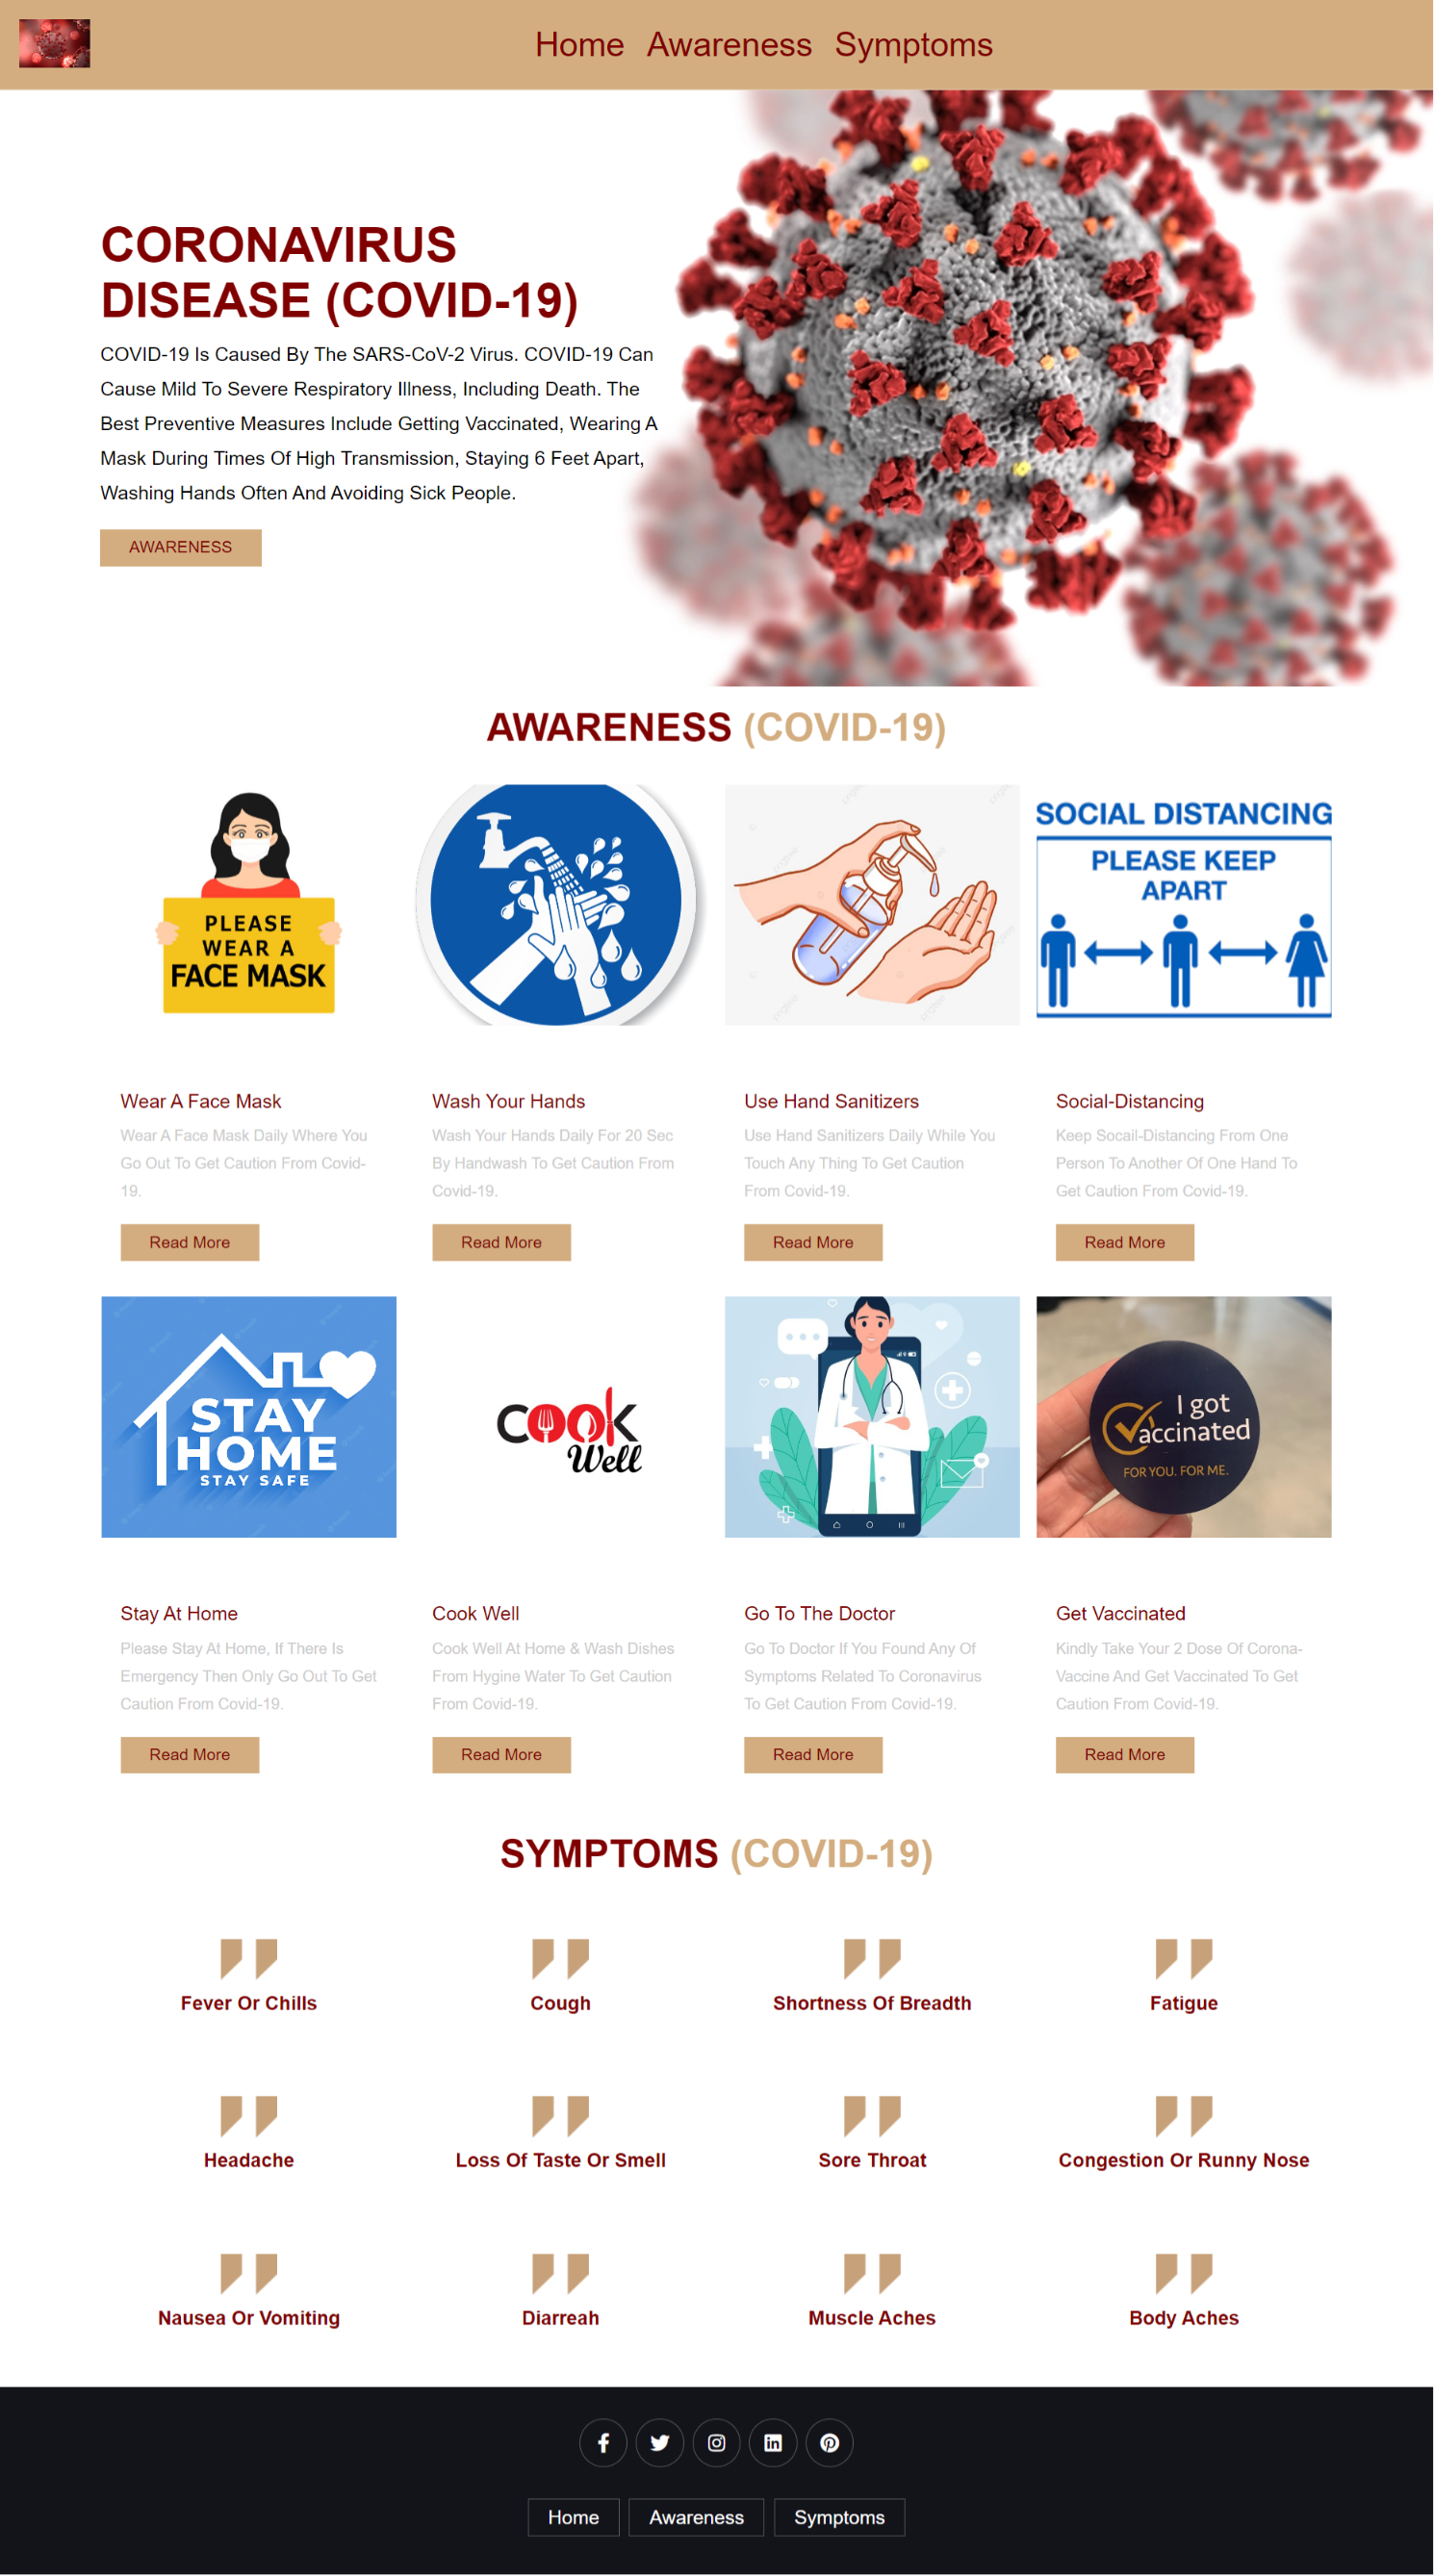 Home Awareness Symptoms
CORONAVIRUS
DISEASE (COVID-19)
COVID-19 Is Caused By The SARS-CoV-2 Virus. COVID-19 Can
Cause Mild To Severe Respiratory Illness, Including Death. The
Best Preventive Measures Include Getting Vaccinated, Wearing A
Mask During Times Of High Transmission, Staying 6 Feet Apart,
Washing Hands Often And Avoiding Sick People.
AWARENESS
AWARENESS (COVID-19)
PLEASE
WEAR A
FACE MASK
SOCIAL DISTANCING
PLEASE KEEP
APART
Wear A Face Mask
Wear A Face Mask Daily Where You
Go Out To Get Caution From Covid-
19.
Read More
Wash Your Hands
Wash Your Hands Daily For 20 Sec
By Handwash To Get Caution From
Covid-19.
Read More
Use Hand Sanitizers
Use Hand Sanitizers Daily While You
Touch Any Thing To Get Caution
From Covid-19.
Read More
Social-Distancing
Keep Socail-Distancing From One
Person To Another Of One Hand To
Get Caution From Covid-19.
Read More
STAY
HOME
STAY SAFE
COOK
Well
I got
Vaccinated
FOR YOU. FOR ME.
Stay At Home
Please Stay At Home, If There Is
Emergency Then Only Go Out To Get
Caution From Covid-19.
Read More
Cook Well
Cook Well At Home & Wash Dishes
From Hygine Water To Get Caution
From Covid-19.
Read More
Go To The Doctor
Go To Doctor If You Found Any Of
Symptoms Related To Coronavirus
To Get Caution From Covid-19.
Read More
Get Vaccinated
Kindly Take Your 2 Dose Of Corona-
Vaccine And Get Vaccinated To Get
Caution From Covid-19.
Read More
SYMPTOMS (COVID-19)
Fever Or Chills
Cough
Shortness Of Breadth
Fatigue
Headache
Loss Of Taste Or Smell
Sore Throat
Congestion Or Runny Nose
Nausea Or Vomiting
Diarreah
Muscle Aches
Body Aches
Home
Awareness
Symptoms